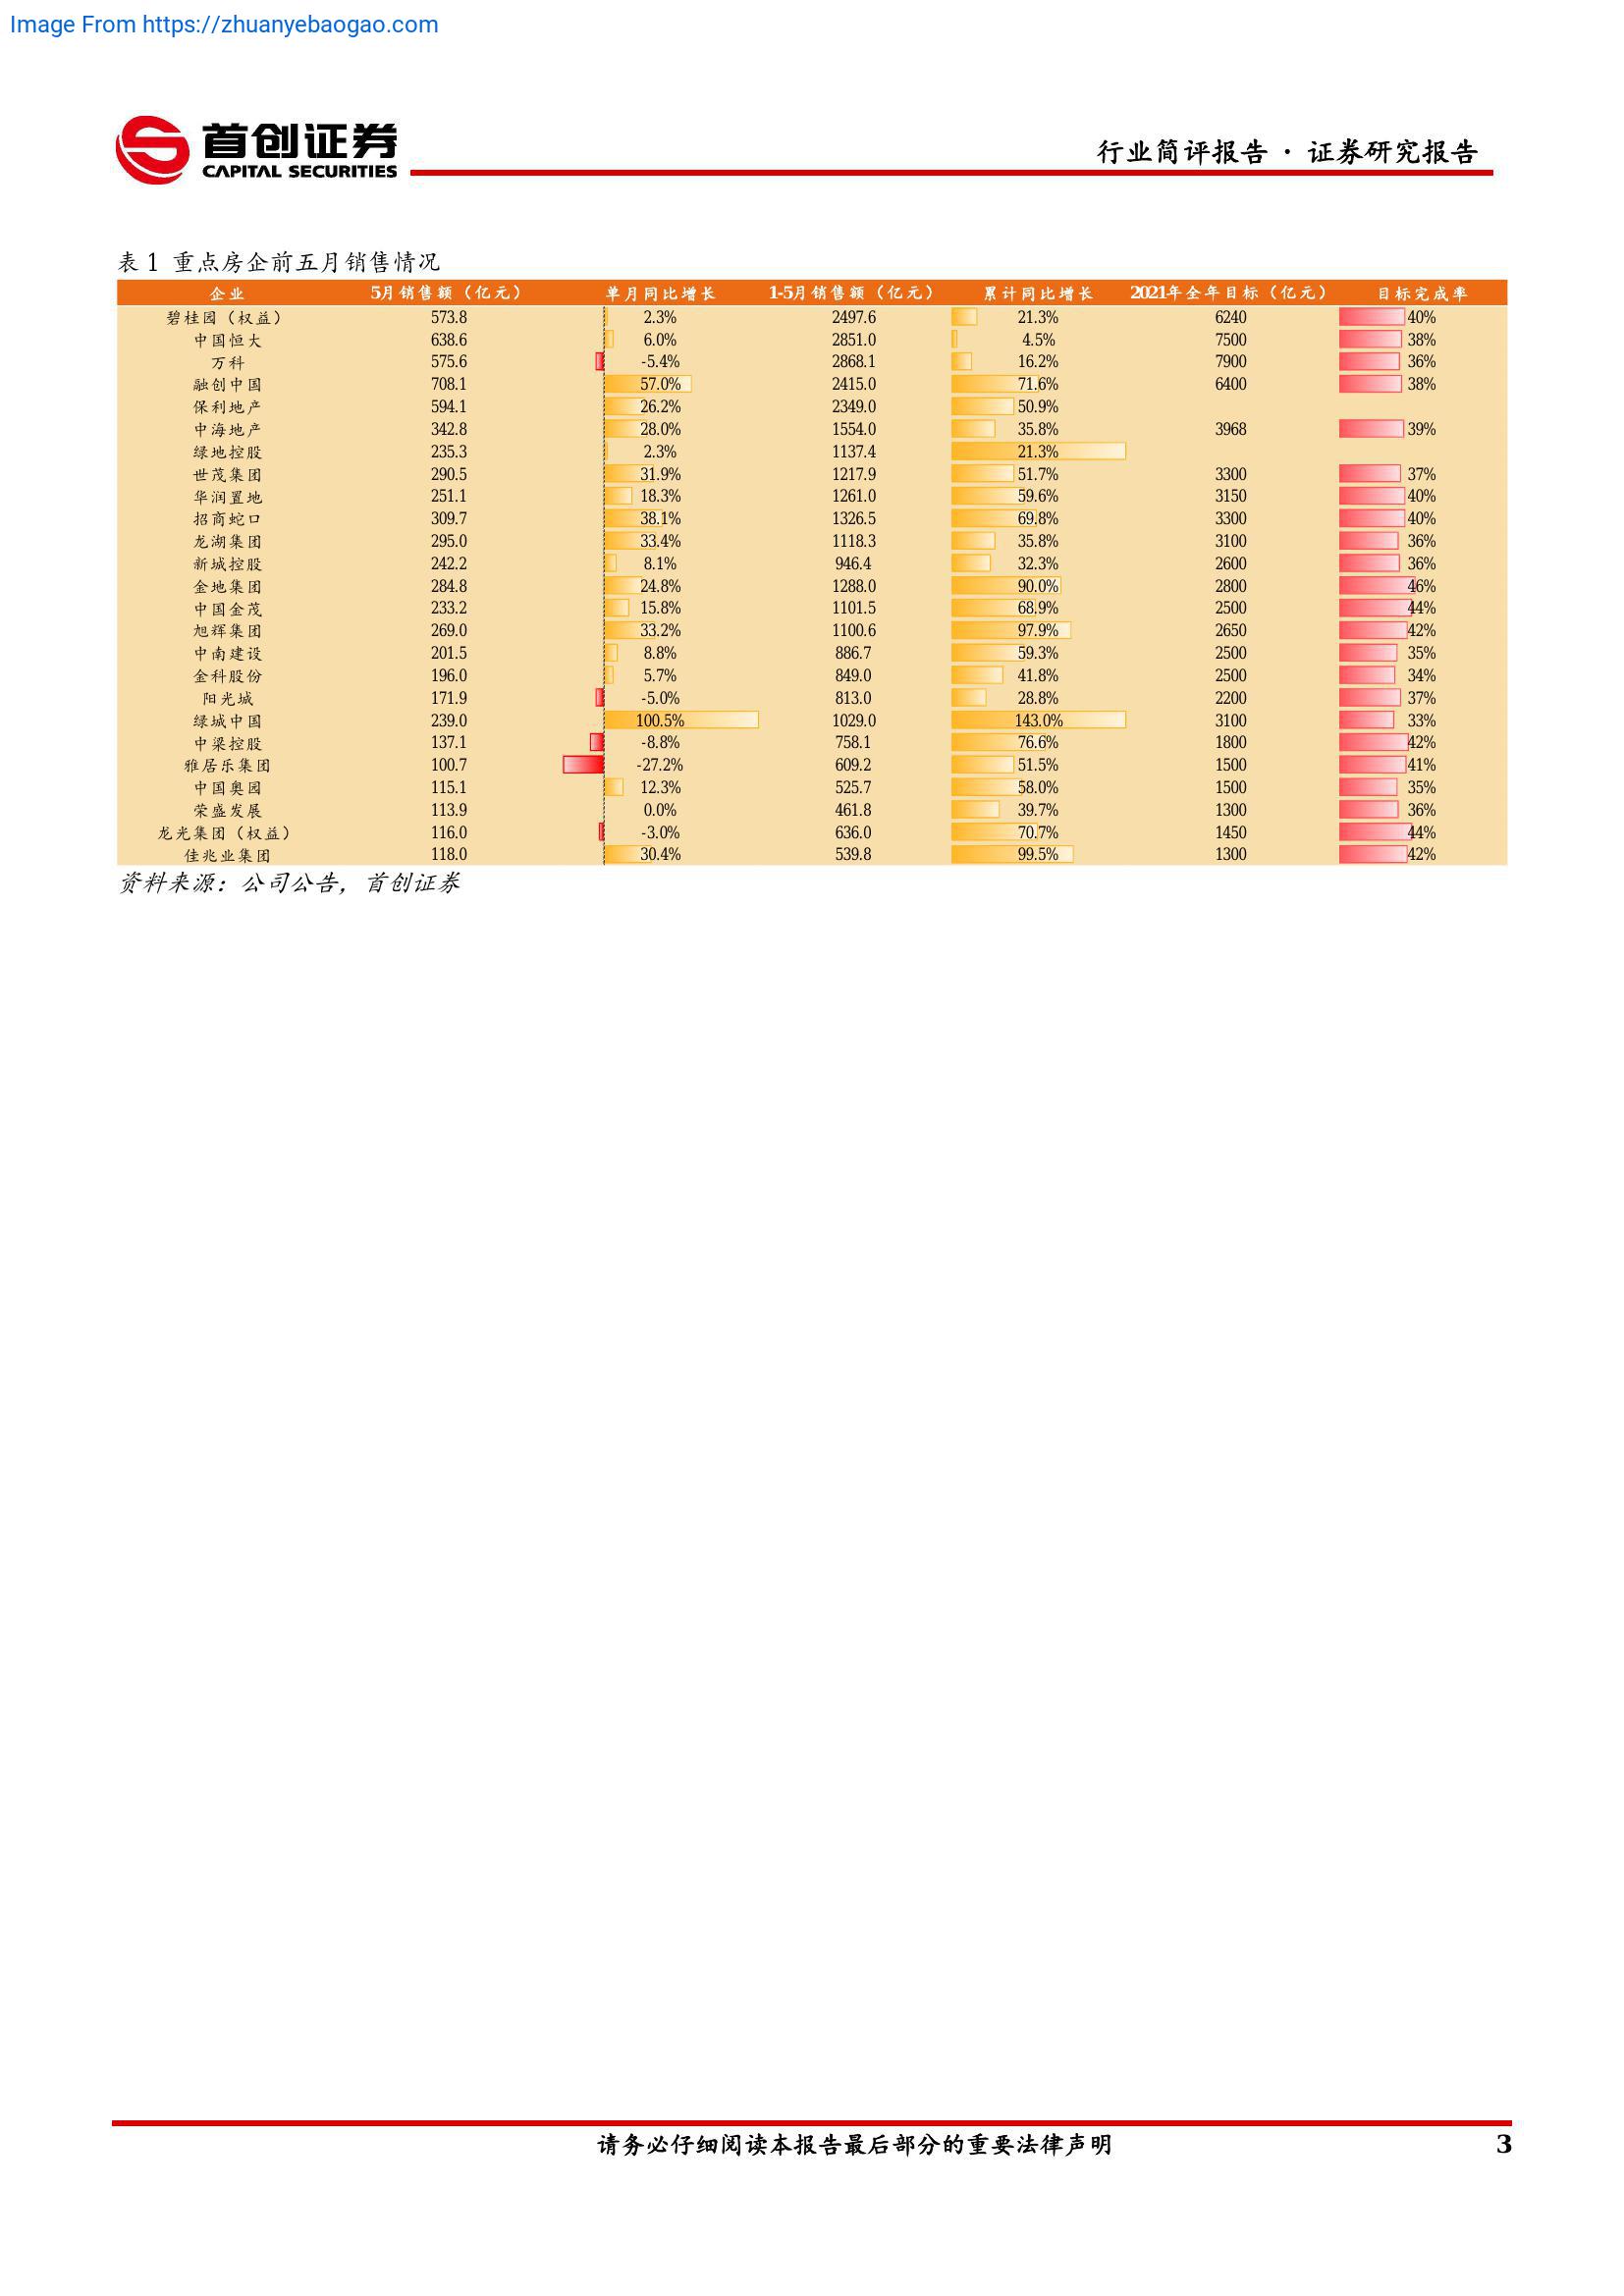 Image From https://zhuanyebaogao.com
首创证券
CAPITAL SECURITIES
行业简评报告 · 证券研究报告
表 1 重点房企前五月销售情况
企业 5月销售额（亿元） 单月同比增长 1-5月销售额（亿元） 累计同比增长 2021年全年目标（亿元） 目标完成率
碧桂园（权益） 573.8 2.3% 2497.6 21.3% 6240 40%
中国恒大 638.6 6.0% 2851.0 4.5% 7500 38%
万科 575.6 -5.4% 2868.1 16.2% 7900 36%
融创中国 708.1 57.0% 2415.0 71.6% 6400 38%
保利地产 594.1 26.2% 2349.0 50.9%
中海地产 342.8 28.0% 1554.0 35.8% 3968 39%
绿地控股 235.3 2.3% 1137.4 21.3%
世茂集团 290.5 31.9% 1217.9 51.7% 3300 37%
华润置地 251.1 18.3% 1261.0 59.6% 3150 40%
招商蛇口 309.7 38.1% 1326.5 69.8% 3300 40%
龙湖集团 295.0 33.4% 1118.3 35.8% 3100 36%
新城控股 242.2 8.1% 946.4 32.3% 2600 36%
金地集团 284.8 24.8% 1288.0 90.0% 2800 46%
中国金茂 233.2 15.8% 1101.5 68.9% 2500 44%
旭辉集团 269.0 33.2% 1100.6 97.9% 2650 42%
中南建设 201.5 8.8% 886.7 59.3% 2500 35%
金科股份 196.0 5.7% 849.0 41.8% 2500 34%
阳光城 171.9 -5.0% 813.0 28.8% 2200 37%
绿城中国 239.0 100.5% 1029.0 143.0% 3100 33%
中梁控股 137.1 -8.8% 758.1 76.6% 1800 42%
雅居乐集团 100.7 -27.2% 609.2 51.5% 1500 41%
中国奥园 115.1 12.3% 525.7 58.0% 1500 35%
荣盛发展 113.9 0.0% 461.8 39.7% 1300 36%
龙光集团（权益） 116.0 -3.0% 636.0 70.7% 1450 44%
佳兆业集团 118.0 30.4% 539.8 99.5% 1300 42%
资料来源：公司公告，首创证券
请务必仔细阅读本报告最后部分的重要法律声明 3